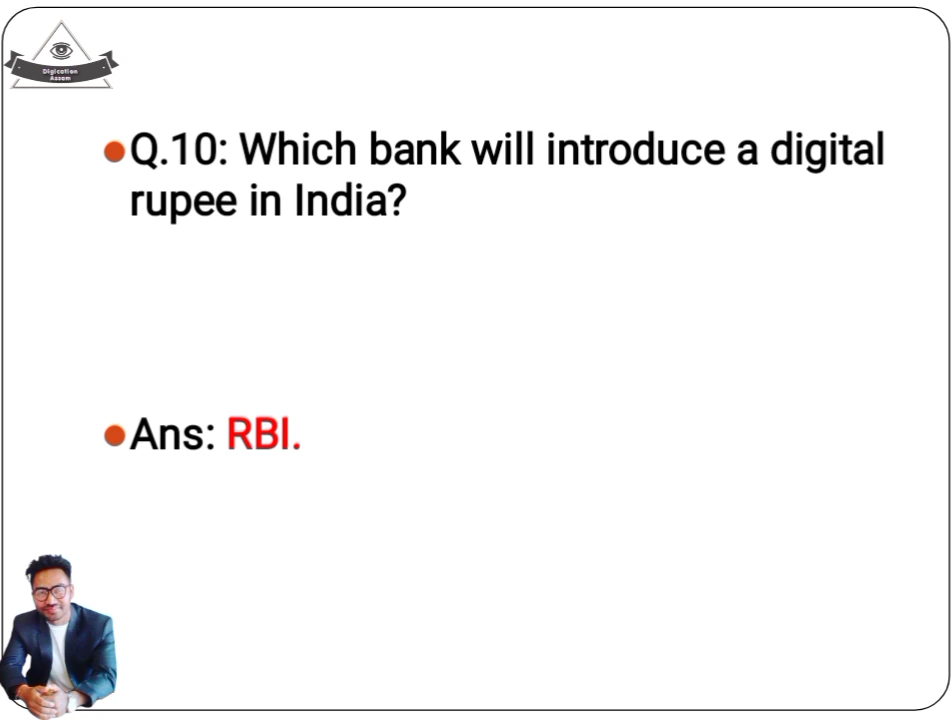 Digication
Assam
Q.10: Which bank will introduce a digital
rupee in India?
Ans: RBI.